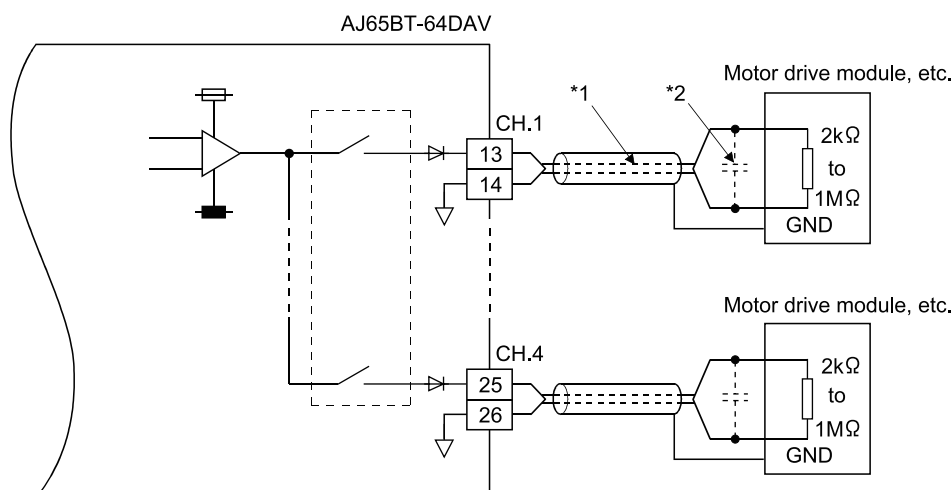 AJ65BT-64DAV
Motor drive module, etc.
*1
*2
CH.1
13
14
2kΩ
to
1MΩ
GND
Motor drive module, etc.
CH.4
25
26
2kΩ
to
1MΩ
GND